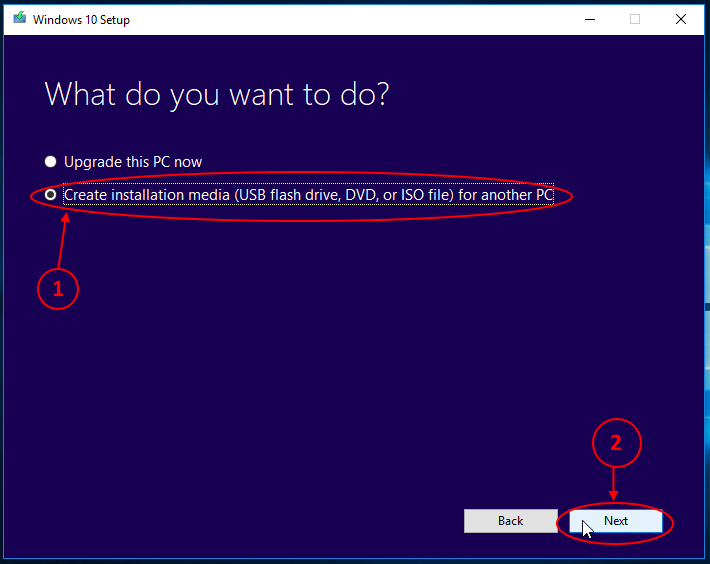 Windows 10 Setup
What do you want to do?
Upgrade this PC now
Create installation media (USB flash drive, DVD, or ISO file) for another PC
1
2
Back Next